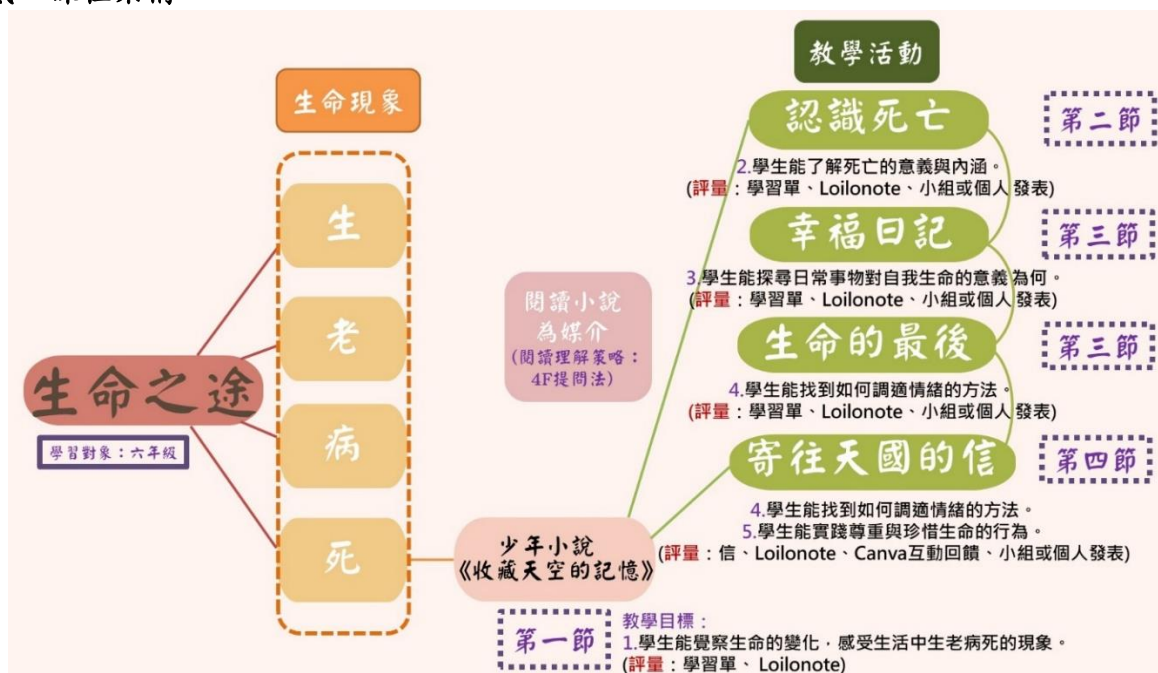 生命之途
學習對象：六年級
生命現象
生
老
病
死
閱讀小說
為媒介
(閱讀理解策略：
4F提問法)
少年小說
《收藏天空的記憶》
第一節
教學目標：
1.學生能覺察生命的變化，感受生活中生老病死的現象。
(評量：學習單、 Loilonote)
教學活動
認識死亡
第二節
2.學生能了解死亡的意義與內涵。
(評量：學習單、Loilonote、小組或個人發表)
幸福日記
第三節
3.學生能探尋日常事物對自我生命的意義為何。
(評量：學習單、Loilonote、小組或個人發表)
生命的最後
第三節
4.學生能找到如何調適情緒的方法。
(評量：學習單、Loilonote、小組或個人發表)
寄往天國的信
第四節
4.學生能找到如何調適情緒的方法。
5.學生能實踐尊重與珍惜生命的行為。
(評量：信、Loilonote、Canva互動回饋、小組或個人發表)